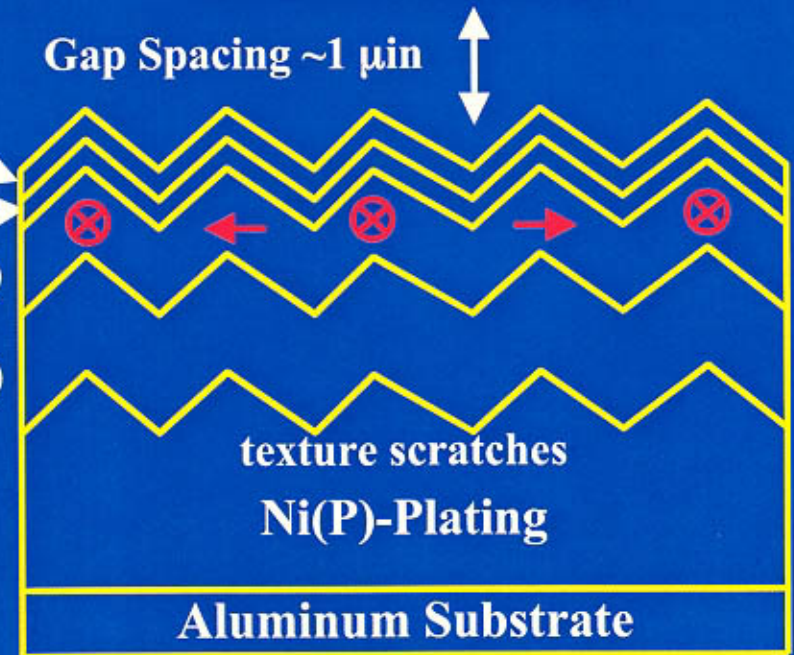 Gap Spacing ~1 μin
texture scratches
Ni(P)-Plating
Aluminum Substrate